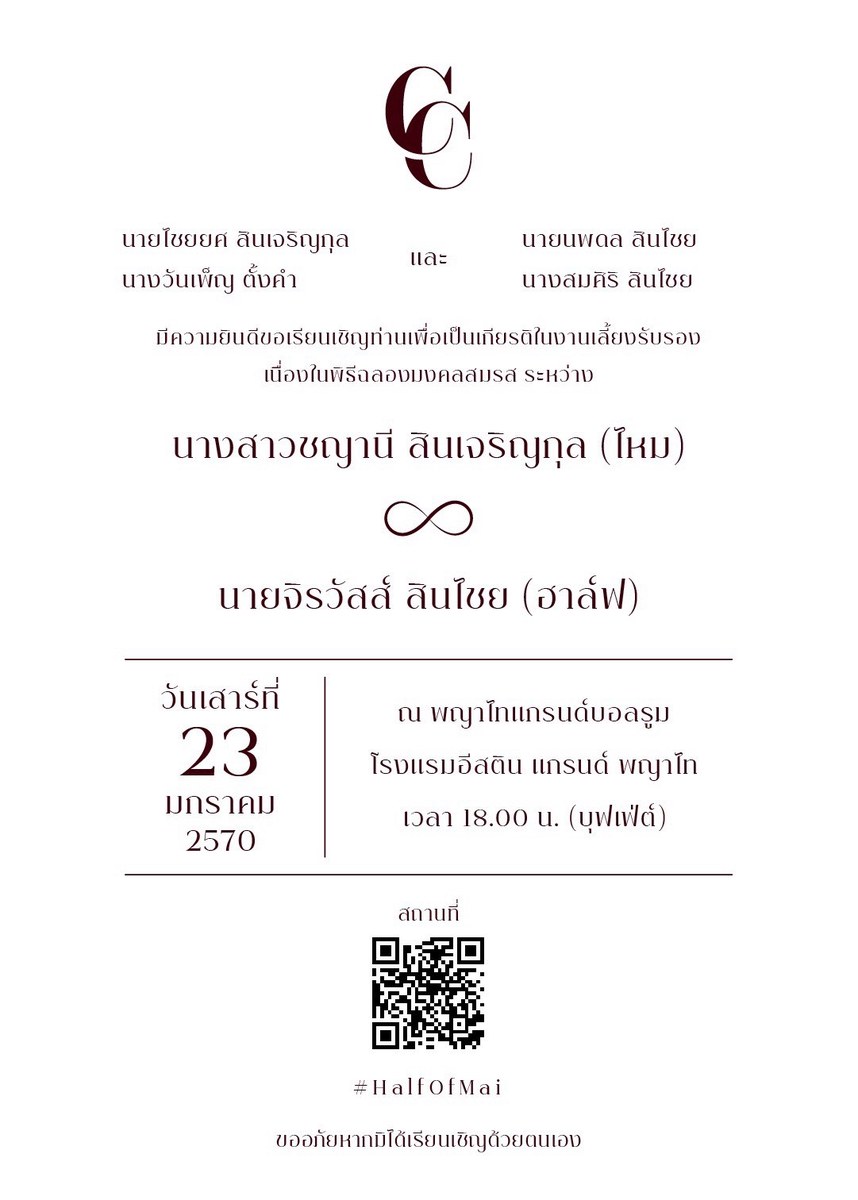 CC
นายไชยยศ สินเจริญกุล
นางวันเพ็ญ ตั้งคำ
และ
นายนพดล สินไชย
นางสมศิริ สินไชย
มีความยินดีขอเรียนเชิญท่านเพื่อเป็นเกียรติในงานเลี้ยงรับรอง
เนื่องในพิธีฉลองมงคลสมรส ระหว่าง
นางสาวชญานี สินเจริญกุล (ไหม)
นายจิรวัสส์ สินไชย (ฮาล์ฟ)
วันเสาร์ที่
23
มกราคม
2570
ณ พญาไทแกรนด์บอลรูม
โรงแรมอีสติน แกรนด์ พญาไท
เวลา 18.00 น. (บุฟเฟ่ต์)
สถานที่
#HalfOfMai
ขออภัยหากมิได้เรียนเชิญด้วยตนเอง